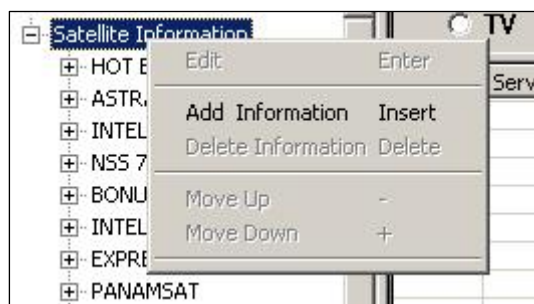 Satellite Information
TV
HOT
Edit Enter
Serv
Add Information Insert
INTEL
Delete Information Delete
NSS 7
BONU
Move Up -
INTEL
Move Down +
EXPRE
PANAMSAT